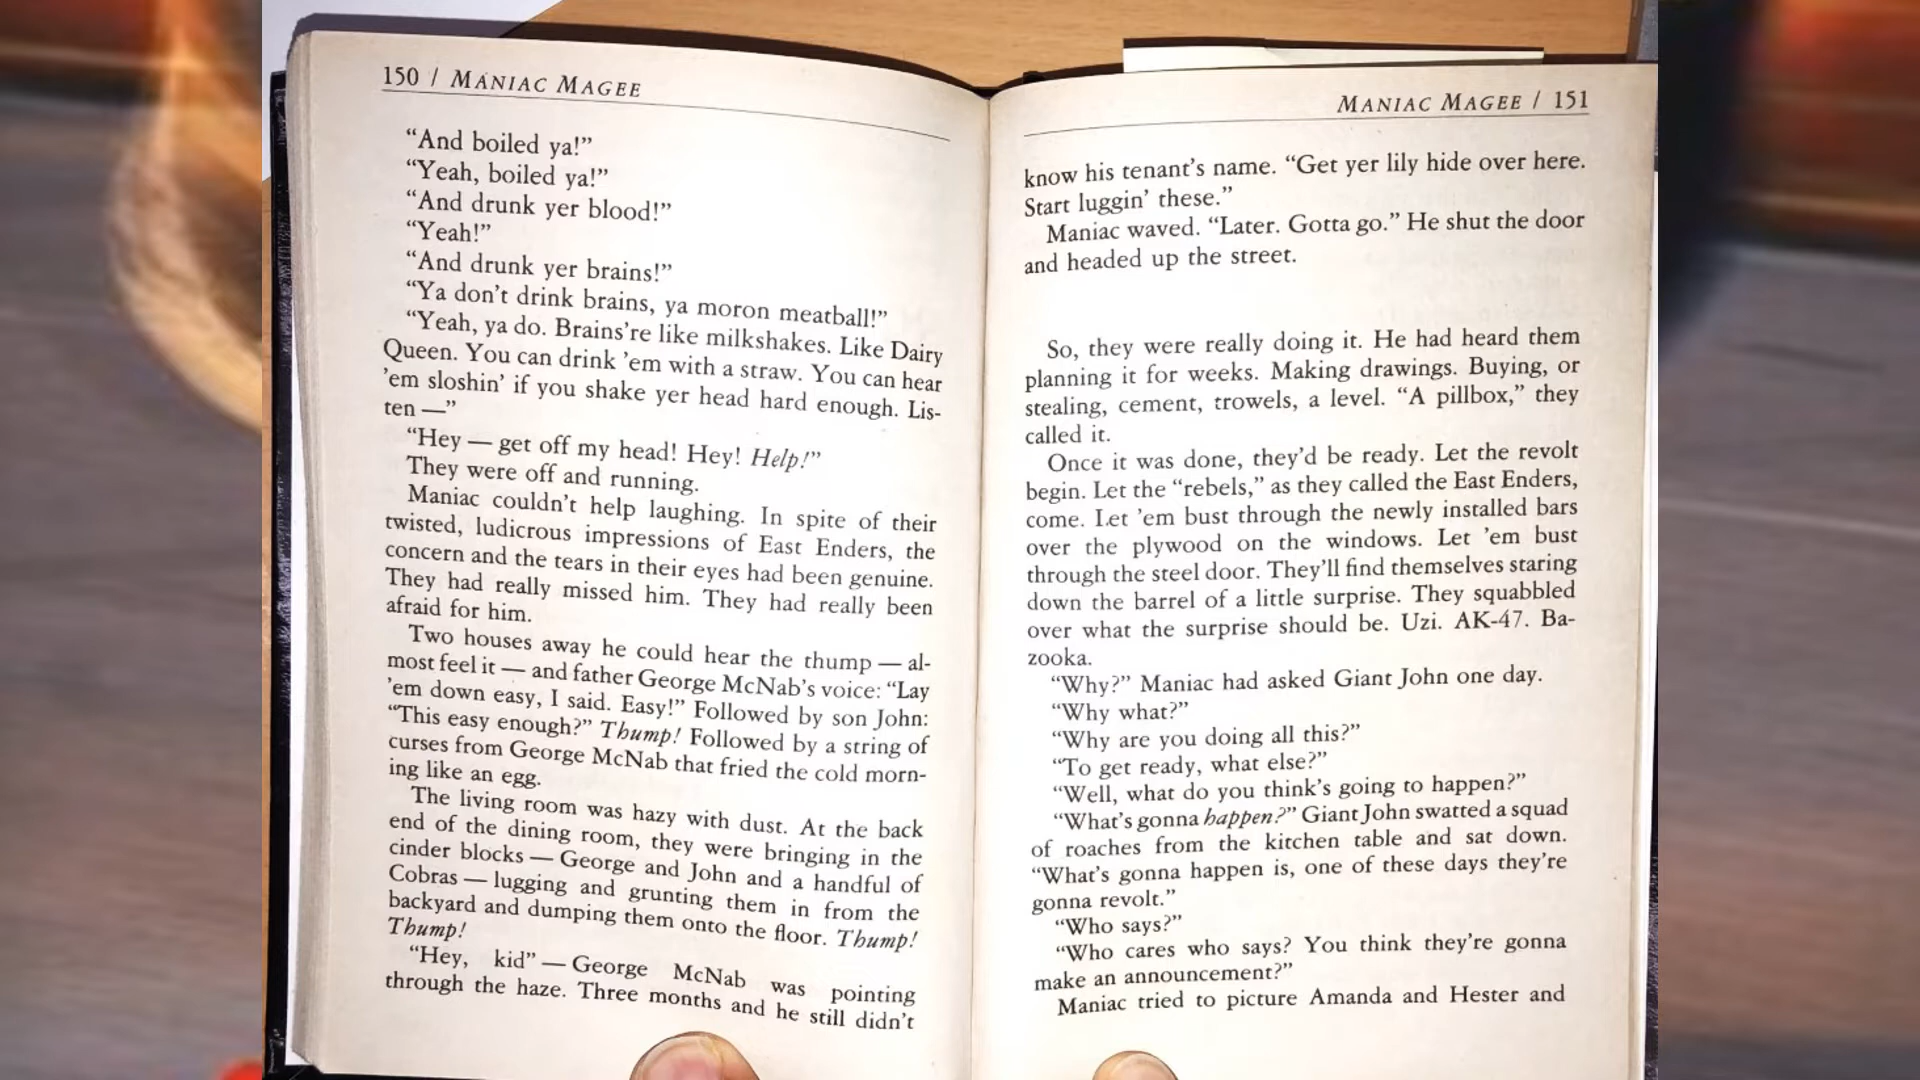 150 / MANIAC MAGEE
“And boiled ya!”
“Yeah, boiled ya!”
“And drunk yer blood!”
“Yeah!”
“And drunk yer brains!”
“Ya don’t drink brains, ya moron meatball!”
“Yeah, ya do. Brains’re like milkshakes. Like Dairy
Queen. You can drink ’em with a straw. You can hear
’em sloshin’ if you shake yer head hard enough. Lis-
ten —”
“Hey — get off my head! Hey! Help!”
They were off and running.
Maniac couldn’t help laughing. In spite of their
twisted, ludicrous impressions of East Enders, the
concern and the tears in their eyes had been genuine.
They had really missed him. They had really been
afraid for him.
Two houses away he could hear the thump — al-
most feel it — and father George McNab’s voice: “Lay
’em down easy, I said. Easy!” Followed by son John:
“This easy enough?” Thump! Followed by a string of
curses from George McNab that fried the cold morn-
ing like an egg.
The living room was hazy with dust. At the back
end of the dining room, they were bringing in the
cinder blocks — George and John and a handful of
Cobras — lugging and grunting them in from the
backyard and dumping them onto the floor. Thump!
Thump!
“Hey, kid” — George McNab was pointing
through the haze. Three months and he still didn’t
MANIAC MAGEE / 151
know his tenant’s name. “Get yer lily hide over here.
Start luggin’ these.”
Maniac waved. “Later. Gotta go.” He shut the door
and headed up the street.
So, they were really doing it. He had heard them
planning it for weeks. Making drawings. Buying, or
stealing, cement, trowels, a level. “A pillbox,” they
called it.
Once it was done, they’d be ready. Let the revolt
begin. Let the “rebels,” as they called the East Enders,
come. Let ’em bust through the newly installed bars
over the plywood on the windows. Let ’em bust
through the steel door. They’ll find themselves staring
down the barrel of a little surprise. They squabbled
over what the surprise should be. Uzi. AK-47. Ba-
zooka.
“Why?” Maniac had asked Giant John one day.
“Why what?”
“Why are you doing all this?”
“To get ready, what else?”
“Well, what do you think’s going to happen?”
“What’s gonna happen?” Giant John swatted a squad
of roaches from the kitchen table and sat down.
“What’s gonna happen is, one of these days they’re
gonna revolt.”
“Who says?”
“Who cares who says? You think they’re gonna
make an announcement?”
Maniac tried to picture Amanda and Hester and